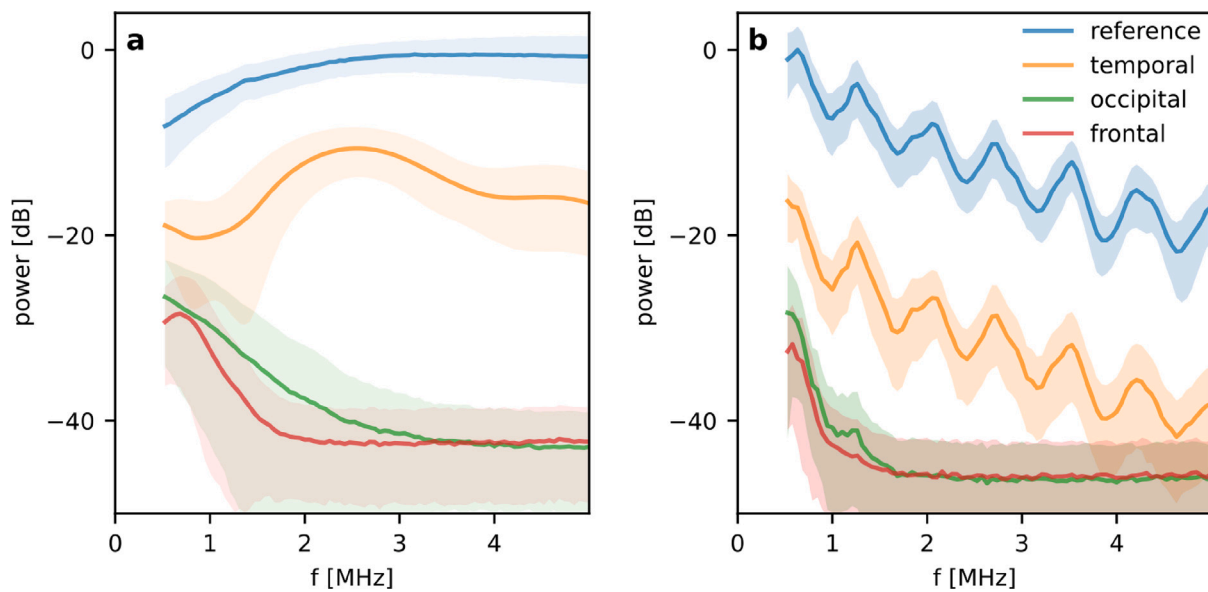 a
0
−20
−40
power [dB]
0 1 2 3 4
f [MHz]
b
reference
temporal
occipital
frontal
0
−20
−40
power [dB]
0 1 2 3 4
f [MHz]